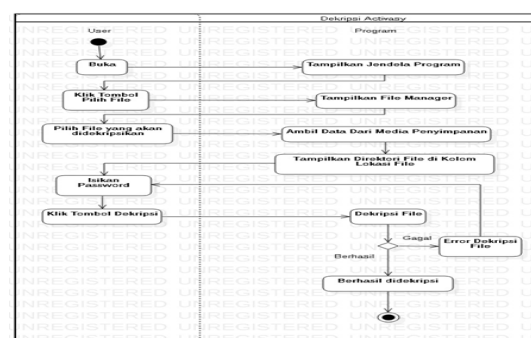 Dekripsi Activasy
User
Program
Buka
Tampilkan Jendela Program
Klik Tombol
Pilih File
Tampilkan File Manager
Pilih File yang akan
didekripsikan
Ambil Data Dari Media Penyimpanan
Tampilkan Direktori File di Kolom
Lokasi File
Isikan
Password
Klik Tombol Dekripsi
Dekripsi File
Gagal
Error Dekripsi
File
Berhasil
Berhasil didekripsi
UNREGISTERED